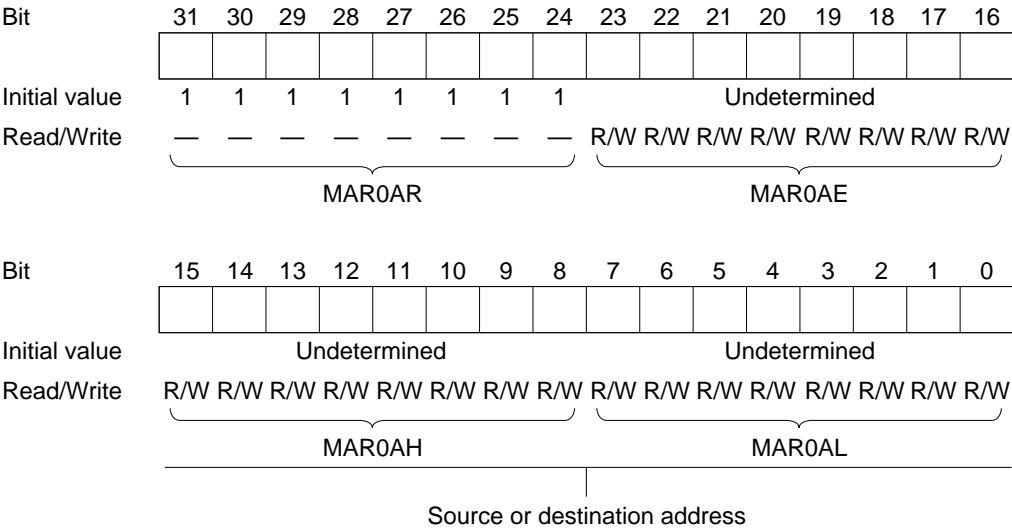 Bit 31 30 29 28 27 26 25 24 23 22 21 20 19 18 17 16
Initial value 1 1 1 1 1 1 1 1 Undetermined
Read/Write — — — — — — — — R/W R/W R/W R/W R/W R/W R/W R/W
MAR0AR MAR0AE
Bit 15 14 13 12 11 10 9 8 7 6 5 4 3 2 1 0
Initial value Undetermined Undetermined
Read/Write R/W R/W R/W R/W R/W R/W R/W R/W R/W R/W R/W R/W R/W R/W R/W R/W
MAR0AH MAR0AL
Source or destination address